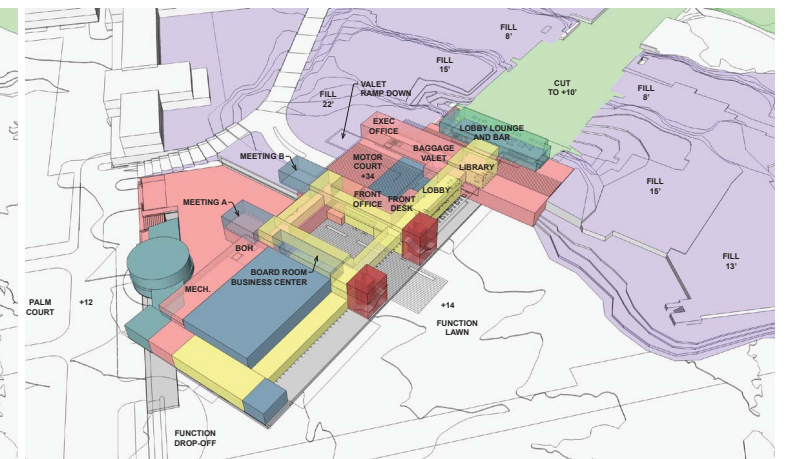 FILL
8'
FILL
15'
CUT
TO +10'
FILL
8'
VALET
RAMP DOWN
FILL
22'
EXEC
OFFICE
LOBBY LOUNGE
AND BAR
BAGGAGE
VALET
MEETING B
MOTOR
COURT
+34
LIBRARY
FILL
15'
LOBBY
FRONT
OFFICE
FRONT
DESK
MEETING A
BOH
FILL
13'
BOARD ROOM
BUSINESS CENTER
MECH.
PALM
COURT
+12
+14
FUNCTION
LAWN
FUNCTION
DROP-OFF